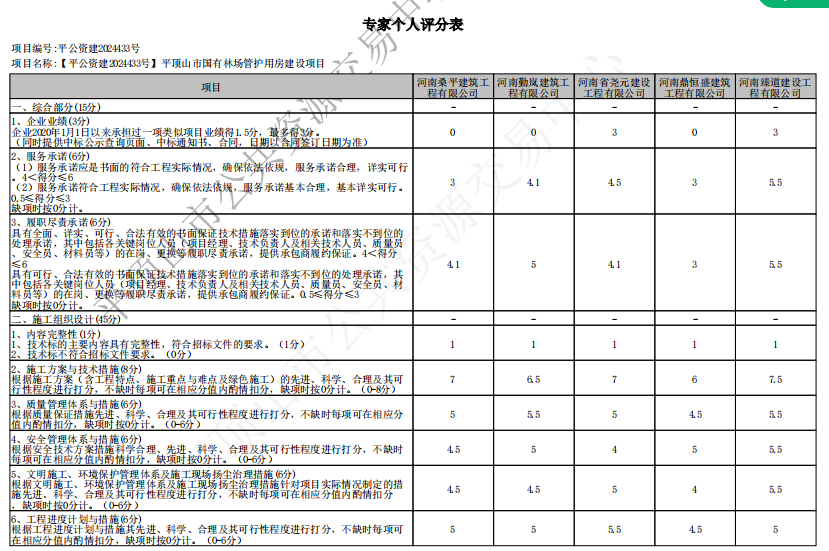 专家个人评分表
项目编号:平公资建2024433号
项目名称:【平公资建2024433号】平顶山市国有林场管护用房建设项目
项目
河南桑平建筑工
程有限公司
河南勤岚建筑工
程有限公司
河南省尧元建设
工程有限公司
河南鼎恒盛建筑
工程有限公司
河南臻道建设工
程有限公司
一、综合部分(15分)
-
-
-
-
-
1、企业业绩(3分)
企业2020年1月1日以来承担过一项类似项业绩得1.5分，最多得3分。
（同时提供中标公示查询页面、中标通知书、合同，日期以合同签订日期为准）
0
0
3
0
3
2、服务承诺(6分)
（1）服务承诺应是书面的符合工程实际情况，确保依法依规，服务承诺合理，详实可行
。4<得分≤6
（2）服务承诺符合工程实际情况，确保依法依规，服务承诺基本合理，基本详实可行。
0.5≤得分≤3
缺项时按0分计。
3
4.1
4.5
3
5.5
3、履职尽责承诺(6分)
具有全面、详实、可行、合法有效的书面保证技术措施落实到位的承诺和落实不到位的
处理承诺，其中包括各关键岗位人员（项目经理、技术负责人及相关技术人员、质量员
、安全员、材料员等）的在岗、更换等履职尽责承诺，提供承包商履约保证。4<得分
≤6
具有可行、合法有效的书面保证技术措施落实到位的承诺和落实不到位的处理承诺，其
中包括各关键岗位人员（项目经理、技术负责人及相关技术人员、质量员、安全员、材
料员等）的在岗、更换等履职尽责承诺，提供承包商履约保证。0.5≤得分≤3
缺项时按0分计。
4.1
5
4.1
3
5.5
二、施工组织设计(45分)
-
-
-
-
-
1、内容完整性(1分)
1、技术标的主要内容具有完整性，符合招标文件的要求。（1分）
2、技术标不符合招标文件要求。（0分）
1
1
1
1
1
2、施工方案与技术措施(8分)
根据施工方案（含工程特点、施工重点与难点及绿色施工）的先进、科学、合理及其可
行性程度进行打分，不缺时每项可在相应分值内酌情扣分，缺项时按0分计。（0-8分）
7
6.5
7
6
7.5
3、质量管理体系与措施(6分)
根据质量保证措施先进、科学、合理及其可行性程度进行打分，不缺时每项可在相应分
值内酌情扣分，缺项时按0分计。（0-6分）
5
5.5
5
4.5
5.5
4、安全管理体系与措施(6分)
根据安全技术方案措施科学合理、先进、科学、合理及其可行性程度进行打分，不缺时
每项可在相应分值内酌情扣分，缺项时按0分计。（0-6分）
4.5
5
4
5
5.5
5、文明施工、环境保护管理体系及施工现场扬尘治理措施(6分)
根据文明施工、环境保护管理体系及施工现场扬尘治理措施针对项目实际情况制定的措
施先进、科学、合理及其可行性程度进行打分，不缺时每项可在相应分值内酌情扣分
，缺项时按0分计。（0-6分）
4.5
4.5
5
4
5.5
6、工程进度计划与措施(6分)
根据工程进度计划与措施其先进、科学、合理及其可行性程度进行打分，不缺时每项可
在相应分值内酌情扣分，缺项时按0分计。（0-6分）
5
5
5.5
4.5
5
平顶山市公共资源交易中